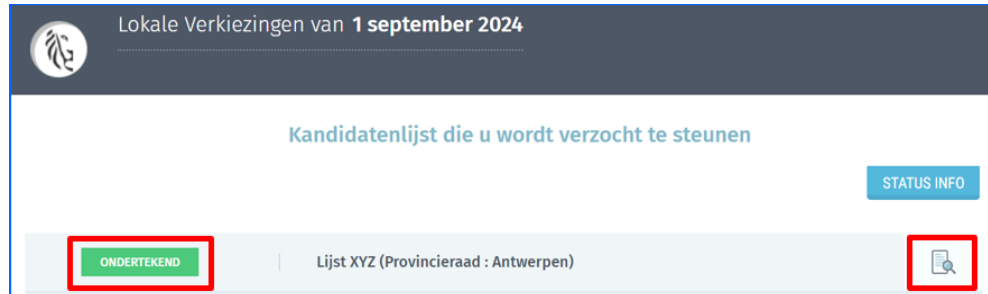 Lokale Verkiezingen van 1 september 2024
Kandidatenlijst die u wordt verzocht te steunen
STATUS INFO
ONDERTEKEND Lijst XYZ (Provincieraad : Antwerpen)